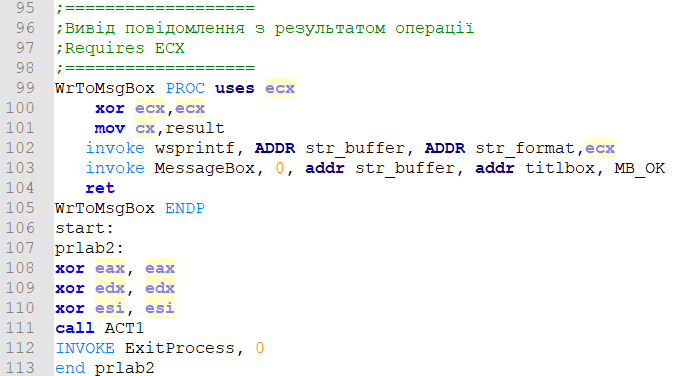 95 ;===================
96 ;Вивід повідомлення з результатом операції
97 ;Requires ECX
98 ;===================
99 WrToMsgBox PROC uses ecx
100 xor ecx,ecx
101 mov cx,result
102 invoke wsprintf, ADDR str_buffer, ADDR str_format,ecx
103 invoke MessageBox, 0, addr str_buffer, addr titlbox, MB_OK
104 ret
105 WrToMsgBox ENDP
106 start:
107 prlab2:
108 xor eax, eax
109 xor edx, edx
110 xor esi, esi
111 call ACT1
112 INVOKE ExitProcess, 0
113 end prlab2